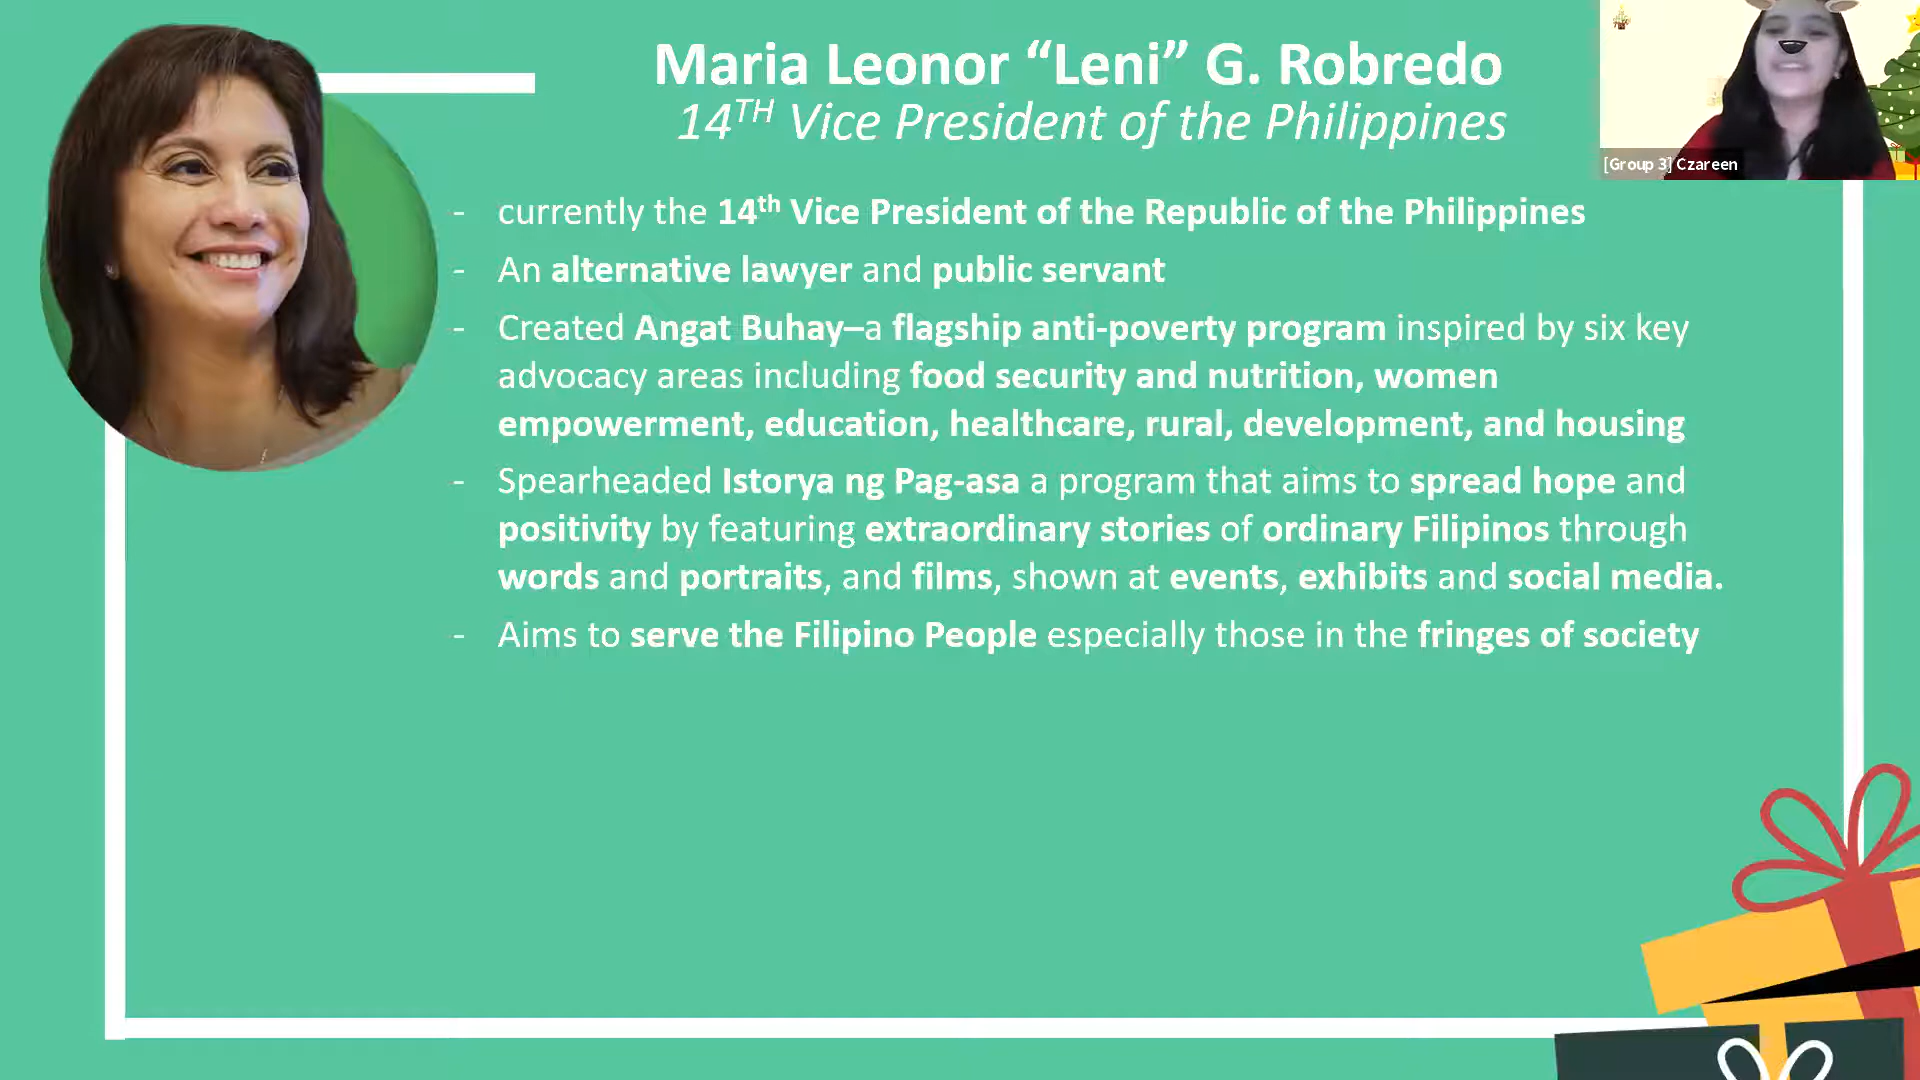 Maria Leonor “Leni” G. Robredo
14TH Vice President of the Philippines
[Group 3] Czareen
- currently the 14th Vice President of the Republic of the Philippines
- An alternative lawyer and public servant
- Created Angat Buhay–a flagship anti-poverty program inspired by six key
advocacy areas including food security and nutrition, women
empowerment, education, healthcare, rural, development, and housing
- Spearheaded Istorya ng Pag-asa a program that aims to spread hope and
positivity by featuring extraordinary stories of ordinary Filipinos through
words and portraits, and films, shown at events, exhibits and social media.
- Aims to serve the Filipino People especially those in the fringes of society